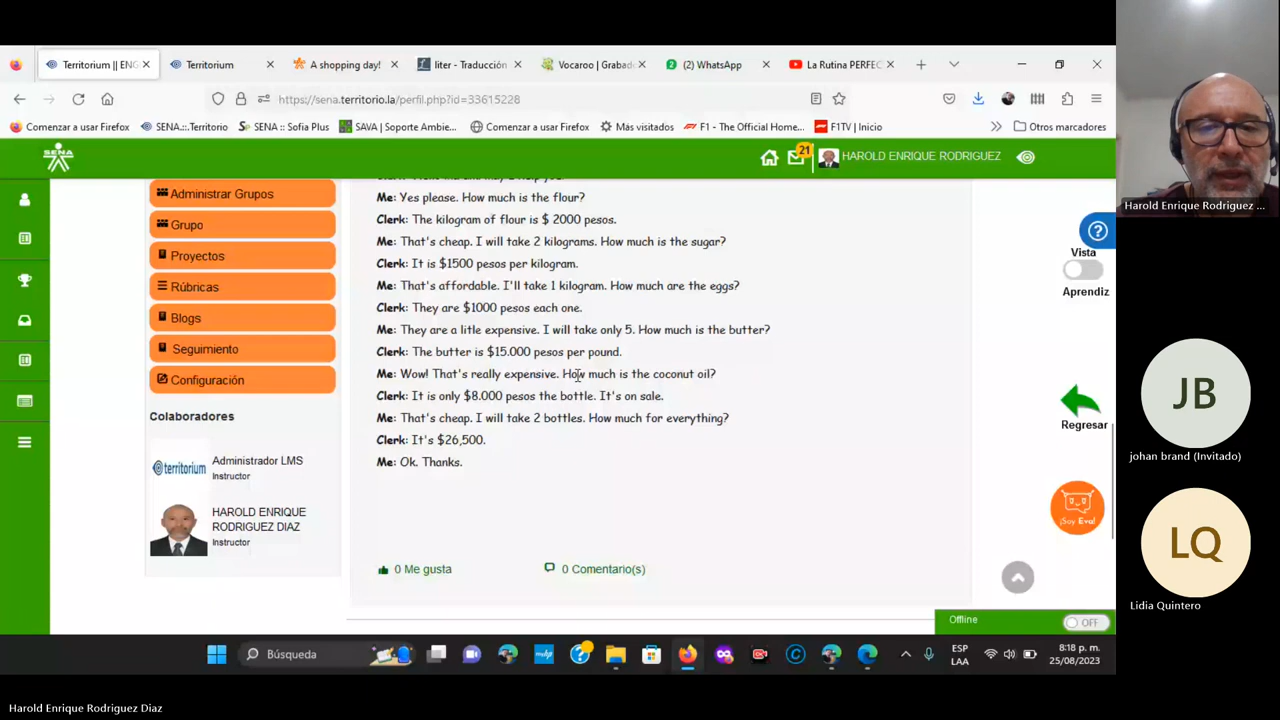 Territorium || ENG
Territorium
A shopping day!
liter - Traducción
Vocaroo | Grabad
(2) WhatsApp
La Rutina PERFEC
https://sena.territorio.la/perfil.php?id=33615228
Comenzar a usar Firefox
SENA.::.Territorio
SENA :: Sofia Plus
SAVA | Soporte Ambie...
Comenzar a usar Firefox
Más visitados
F1 - The Official Home...
F1TV | Inicio
Otros marcadores
SENA
21
HAROLD ENRIQUE RODRIGUEZ
Administrar Grupos
Grupo
Proyectos
Rúbricas
Blogs
Seguimiento
Configuración
Colaboradores
territorium
Administrador LMS
Instructor
HAROLD ENRIQUE
RODRIGUEZ DIAZ
Instructor
Me: Yes please. How much is the flour?
Clerk: The kilogram of flour is $ 2000 pesos.
Me: That's cheap. I will take 2 kilograms. How much is the sugar?
Clerk: It is $1500 pesos per kilogram.
Me: That's affordable. I'll take 1 kilogram. How much are the eggs?
Clerk: They are $1000 pesos each one.
Me: They are a litle expensive. I will take only 5. How much is the butter?
Clerk: The butter is $15.000 pesos per pound.
Me: Wow! That's really expensive. How much is the coconut oil?
Clerk: It is only $8.000 pesos the bottle. It's on sale.
Me: That's cheap. I will take 2 bottles. How much for everything?
Clerk: It's $26,500.
Me: Ok. Thanks.
0 Me gusta
0 Comentario(s)
Vista
Aprendiz
Regresar
¡Soy Eva!
Offline
OFF
Búsqueda
ESP
LAA
8:18 p. m.
25/08/2023
Harold Enrique Rodriguez ...
JB
johan brand (Invitado)
LQ
Lidia Quintero
Harold Enrique Rodriguez Diaz